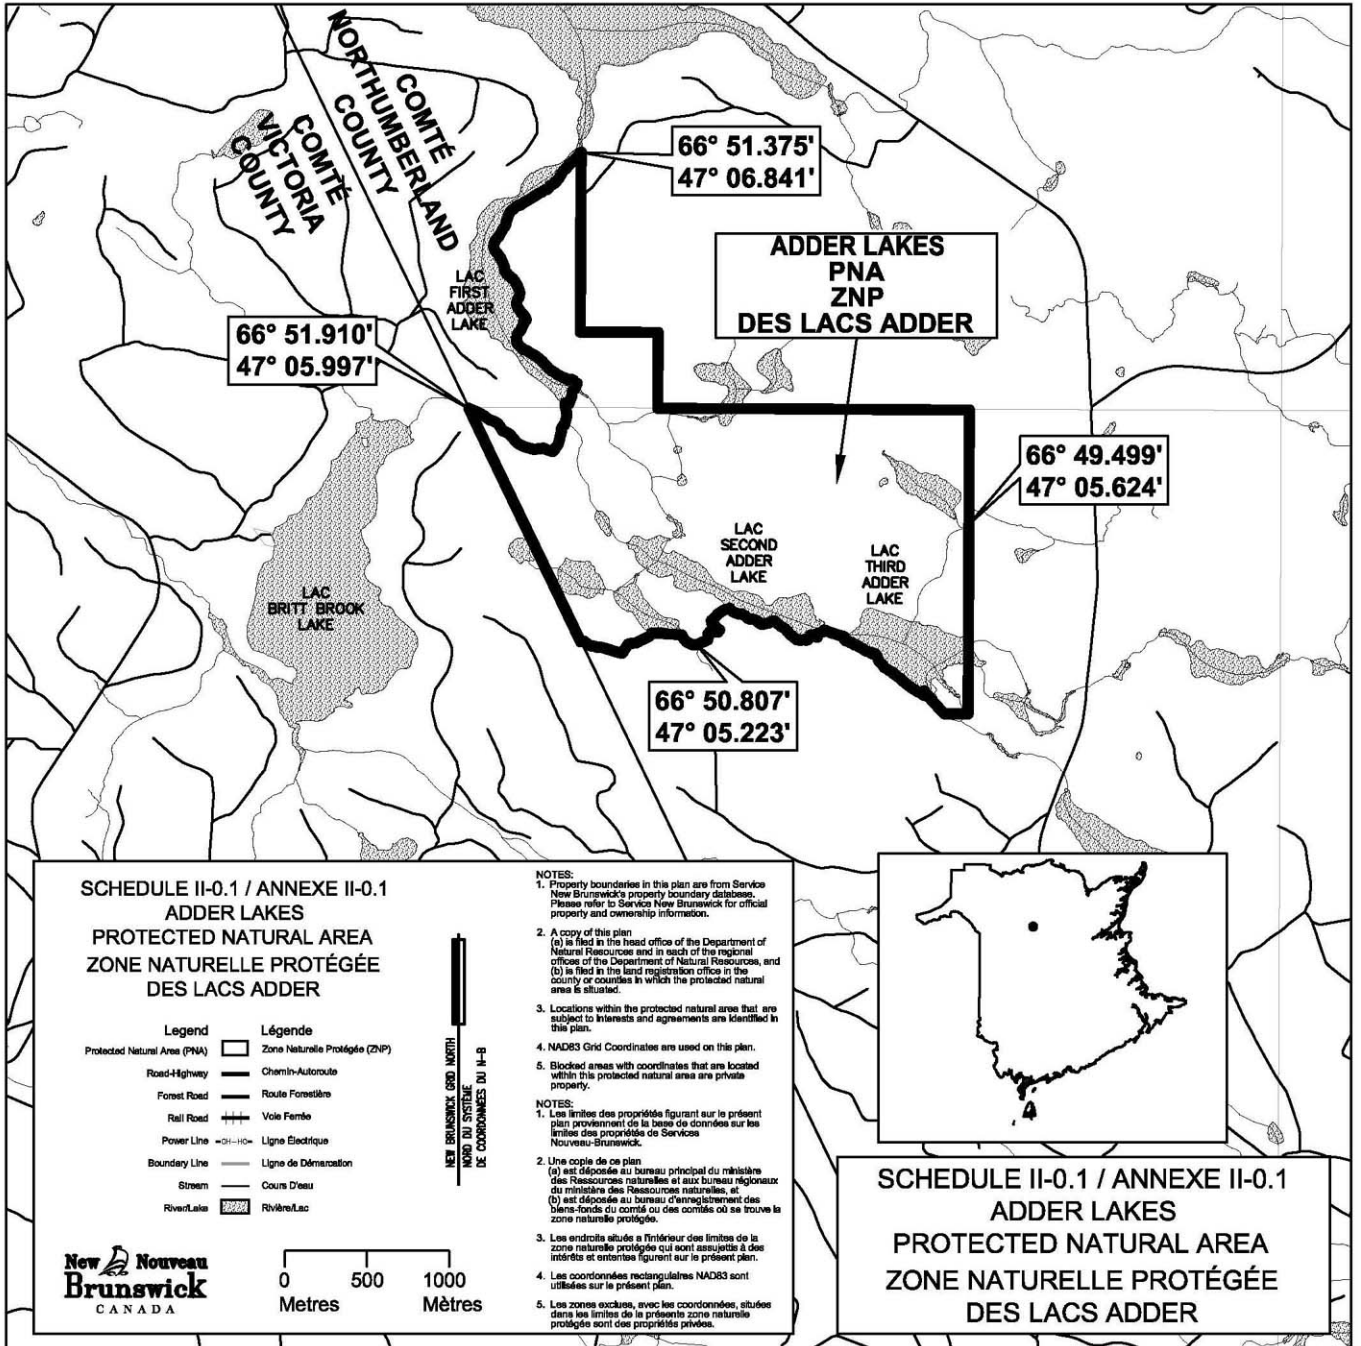 COMTÉ
NORTHUMBERLAND
COUNTY
COMTÉ
VICTORIA
COUNTY
66° 51.375'
47° 06.841'
ADDER LAKES
PNA
ZNP
DES LACS ADDER
LAC
FIRST
ADDER
LAKE
66° 51.910'
47° 05.997'
66° 49.499'
47° 05.624'
LAC
SECOND
ADDER
LAKE
LAC
THIRD
ADDER
LAKE
LAC
BRITT BROOK
LAKE
66° 50.807'
47° 05.223'
SCHEDULE II-0.1 / ANNEXE II-0.1
ADDER LAKES
PROTECTED NATURAL AREA
ZONE NATURELLE PROTÉGÉE
DES LACS ADDER
Legend Légende
Protected Natural Area (PNA) Zone Naturelle Protégée (ZNP)
Road-Highway Chemin-Autoroute
Forest Road Route Forestière
Rail Road Voie Ferrée
Power Line -OH-HO- Ligne Électrique
Boundary Line Ligne de Démarcation
Stream Cours D'eau
River/Lake Rivière/Lac
NEW BRUNSWICK GRID NORTH
NORD DU SYSTÈME
DE COORDONNÉES DU N-B
New Nouveau
Brunswick
CANADA
0 500 1000
Metres Mètres
NOTES:
1. Property boundaries in this plan are from Service
New Brunswick's property boundary database.
Please refer to Service New Brunswick for official
property and ownership information.
2. A copy of this plan
(a) is filed in the head office of the Department of
Natural Resources and in each of the regional
offices of the Department of Natural Resources, and
(b) is filed in the land registration office in the
county or counties in which the protected natural
area is situated.
3. Locations within the protected natural area that are
subject to interests and agreements are identified in
this plan.
4. NAD83 Grid Coordinates are used on this plan.
5. Blocked areas with coordinates that are located
within this protected natural area are private
property.
NOTES:
1. Les limites des propriétés figurant sur le présent
plan proviennent de la base de données sur les
limites des propriétés de Services
Nouveau-Brunswick.
2. Une copie de ce plan
(a) est déposée au bureau principal du ministère
des Ressources naturelles et aux bureau régionaux
du ministère des Ressources naturelles, et
(b) est déposée au bureau d'enregistrement des
biens-fonds du comté ou des comtés où se trouve la
zone naturelle protégée.
3. Les endroits situés a l'intérieur des limites de la
zone naturelle protégée qui sont assujettis à des
intérêts et ententes figurent sur le présent plan.
4. Les coordonnées rectangulaires NAD83 sont
utilisées sur le présent plan.
5. Les zones exclues, avec les coordonnées, situées
dans les limites de la présente zone naturelle
protégée sont des propriétés privées.
SCHEDULE II-0.1 / ANNEXE II-0.1
ADDER LAKES
PROTECTED NATURAL AREA
ZONE NATURELLE PROTÉGÉE
DES LACS ADDER